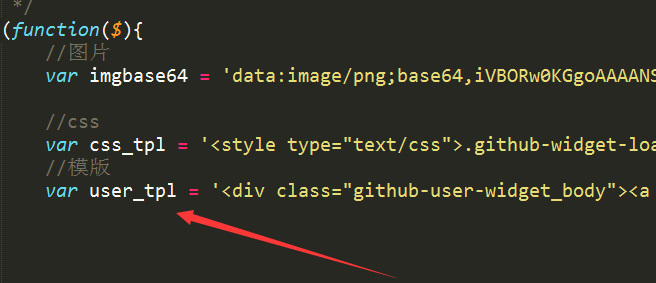 */
(function($){
//图片
var imgbase64 = 'data:image/png;base64,iVBORw0KGgoAAAANS
//css
var css_tpl = '<style type="text/css">.github-widget-loa
//模版
var user_tpl = '<div class="github-user-widget_body"><a